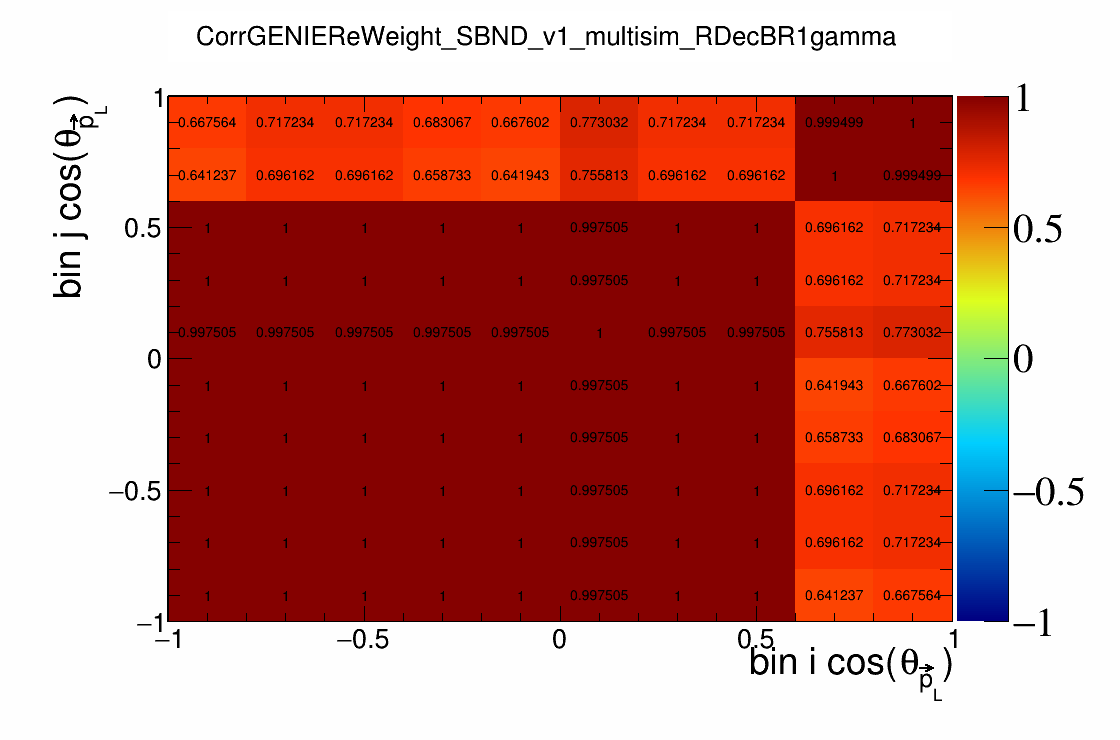 CorrGENIEReWeight_SBND_v1_multisim_RDecBR1gamma
bin j cos(θ_p⃗_L)
1
0.5
0
−0.5
−1
0.667564 0.717234 0.717234 0.683067 0.667602 0.773032 0.717234 0.717234 0.999499 1
0.641237 0.696162 0.696162 0.658733 0.641943 0.755813 0.696162 0.696162 1 0.999499
1 1 1 1 1 0.997505 1 1 0.696162 0.717234
1 1 1 1 1 0.997505 1 1 0.696162 0.717234
0.997505 0.997505 0.997505 0.997505 0.997505 1 0.997505 0.997505 0.755813 0.773032
1 1 1 1 1 0.997505 1 1 0.641943 0.667602
1 1 1 1 1 0.997505 1 1 0.658733 0.683067
1 1 1 1 1 0.997505 1 1 0.696162 0.717234
1 1 1 1 1 0.997505 1 1 0.696162 0.717234
1 1 1 1 1 0.997505 1 1 0.641237 0.667564
−1 −0.5 0 0.5 1
bin i cos(θ_p⃗_L)
1
0.5
0
−0.5
−1